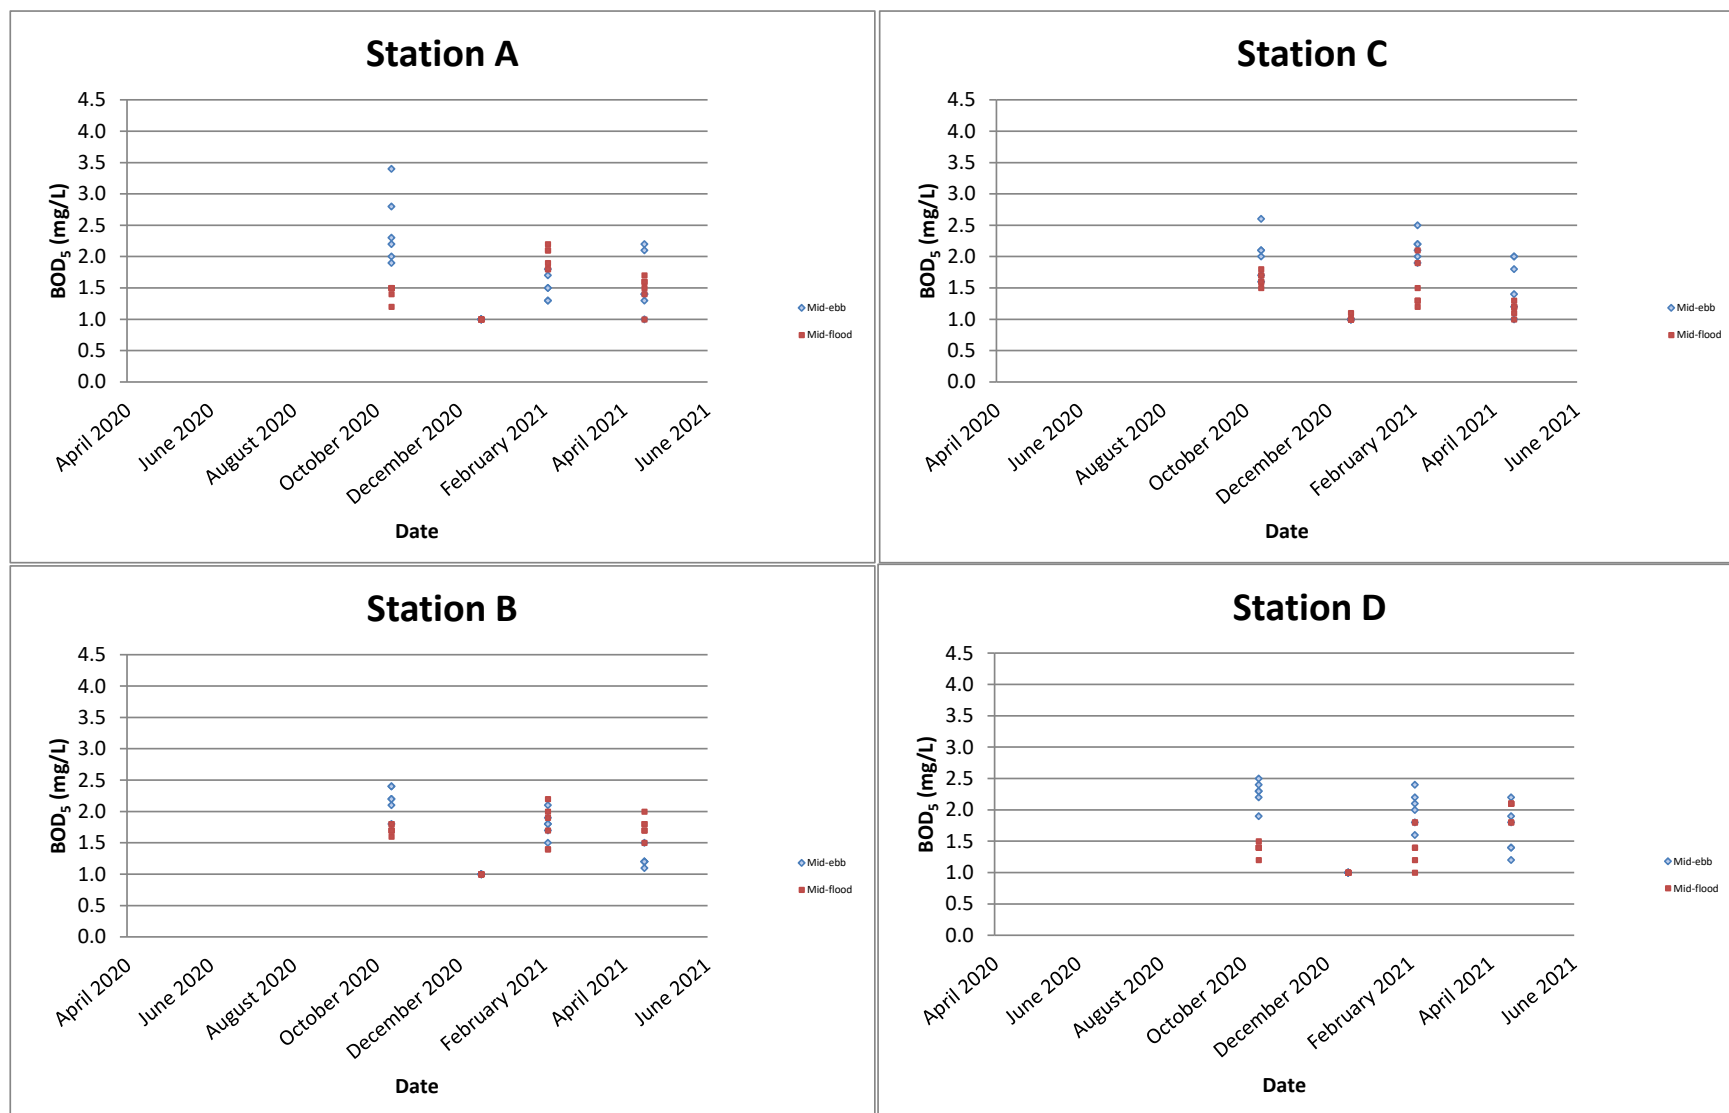 Station A
4.5
4.0
3.5
3.0
2.5
2.0
1.5
1.0
0.5
0.0
BOD₅ (mg/L)
April 2020
June 2020
August 2020
October 2020
December 2020
February 2021
April 2021
June 2021
Date
Mid-ebb
Mid-flood
Station C
4.5
4.0
3.5
3.0
2.5
2.0
1.5
1.0
0.5
0.0
BOD₅ (mg/L)
April 2020
June 2020
August 2020
October 2020
December 2020
February 2021
April 2021
June 2021
Date
Mid-ebb
Mid-flood
Station B
4.5
4.0
3.5
3.0
2.5
2.0
1.5
1.0
0.5
0.0
BOD₅ (mg/L)
April 2020
June 2020
August 2020
October 2020
December 2020
February 2021
April 2021
June 2021
Date
Mid-ebb
Mid-flood
Station D
4.5
4.0
3.5
3.0
2.5
2.0
1.5
1.0
0.5
0.0
BOD₅ (mg/L)
April 2020
June 2020
August 2020
October 2020
December 2020
February 2021
April 2021
June 2021
Date
Mid-ebb
Mid-flood